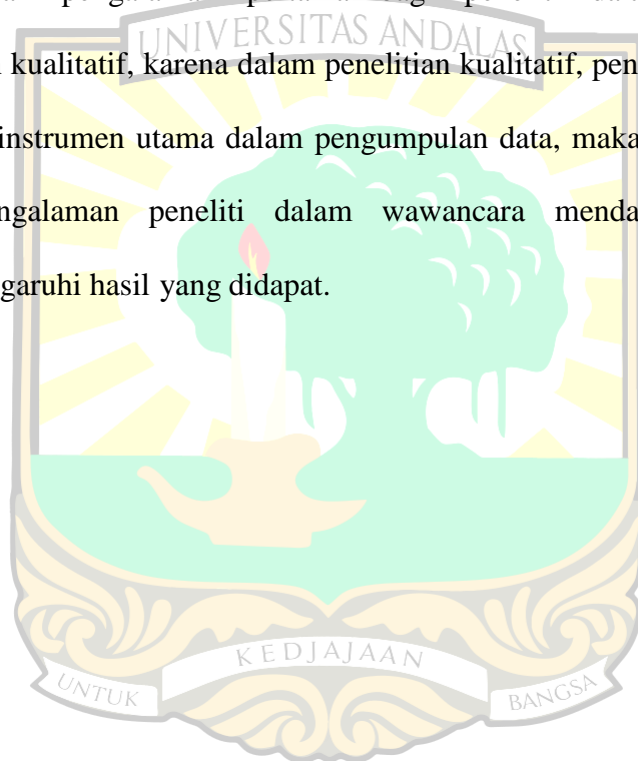 UNIVERSITAS ANDALAS
kualitatif, karena dalam penelitian kualitatif, pen
instrumen utama dalam pengumpulan data, maka
ngalaman peneliti dalam wawancara menda
garuhi hasil yang didapat.
KEDJAJAAN
UNTUK BANGSA